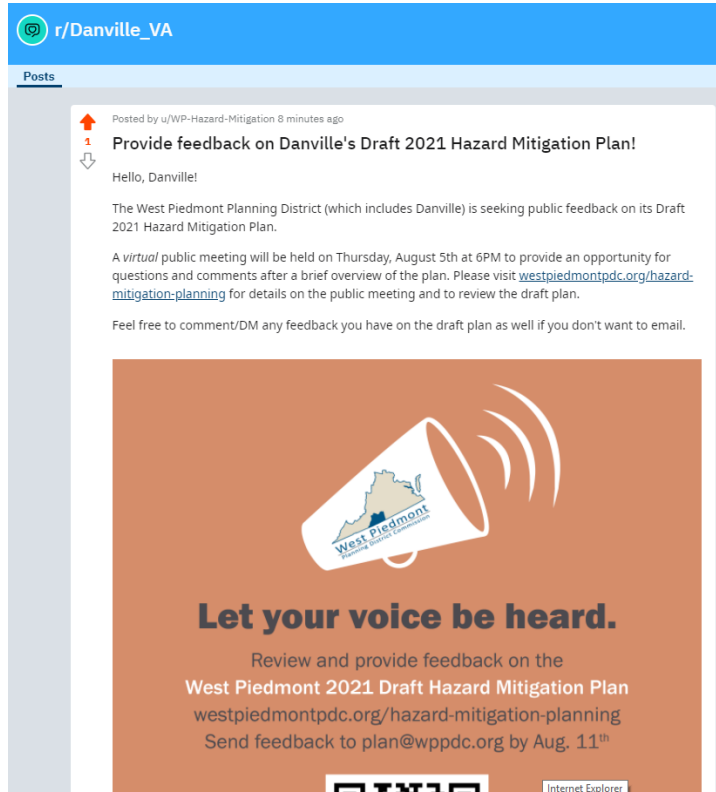 r/Danville_VA
Posts
Posted by u/WP-Hazard-Mitigation 8 minutes ago
1
Provide feedback on Danville's Draft 2021 Hazard Mitigation Plan!
Hello, Danville!
The West Piedmont Planning District (which includes Danville) is seeking public feedback on its Draft
2021 Hazard Mitigation Plan.
A virtual public meeting will be held on Thursday, August 5th at 6PM to provide an opportunity for
questions and comments after a brief overview of the plan. Please visit westpiedmontpdc.org/hazard-
mitigation-planning for details on the public meeting and to review the draft plan.
Feel free to comment/DM any feedback you have on the draft plan as well if you don't want to email.
West Piedmont
Planning District Commission
Let your voice be heard.
Review and provide feedback on the
West Piedmont 2021 Draft Hazard Mitigation Plan
westpiedmontpdc.org/hazard-mitigation-planning
Send feedback to plan@wppdc.org by Aug. 11th
Internet Explorer